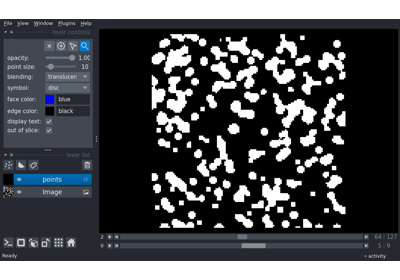 File View Window Plugins Help
layer controls
opacity: 1.00
point size: 10
blending: translucen
symbol: disc
face color: blue
edge color: black
display text:
out of slice:
layer list
points
Image
2 64 127
0 5 9
Ready activity